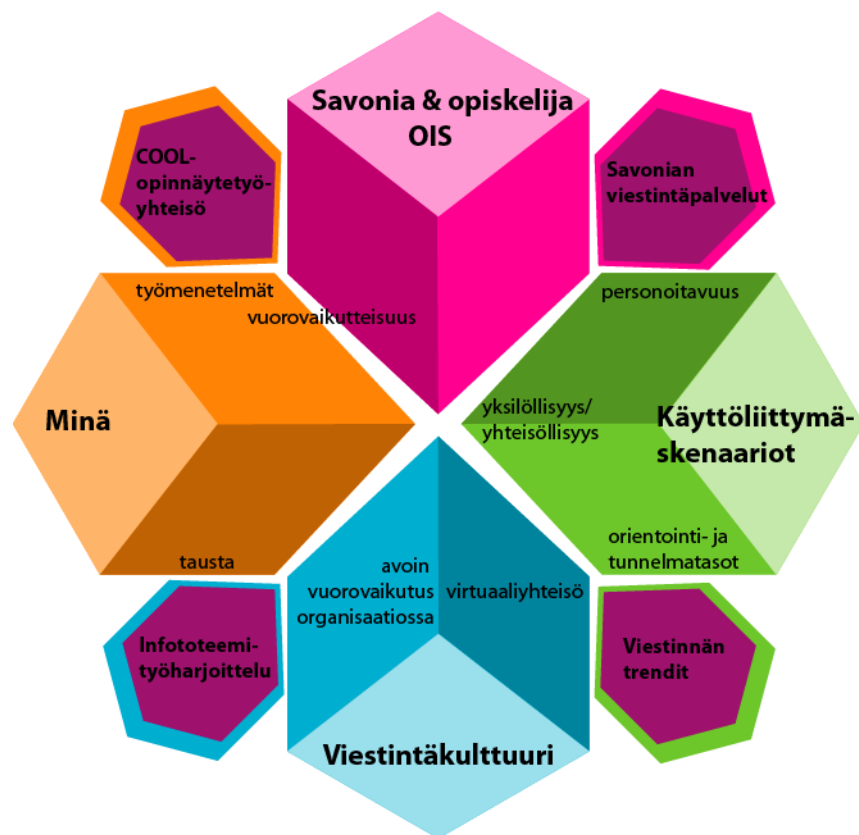 Savonia & opiskelija
OIS
COOL-
opinnäytetyö-
yhteisö
Savonian
viestintäpalvelut
työmenetelmät
vuorovaikutteisuus
personoitavuus
Minä
yksilöllisyys/
yhteisöllisyys
Käyttöliittymä-
skenaariot
tausta
avoin
vuorovaikutus
organisaatiossa
virtuaaliyhteisö
orientointi- ja
tunnelmatasot
Infototeemi-
työharjoittelu
Viestinnän
trendit
Viestintäkulttuuri